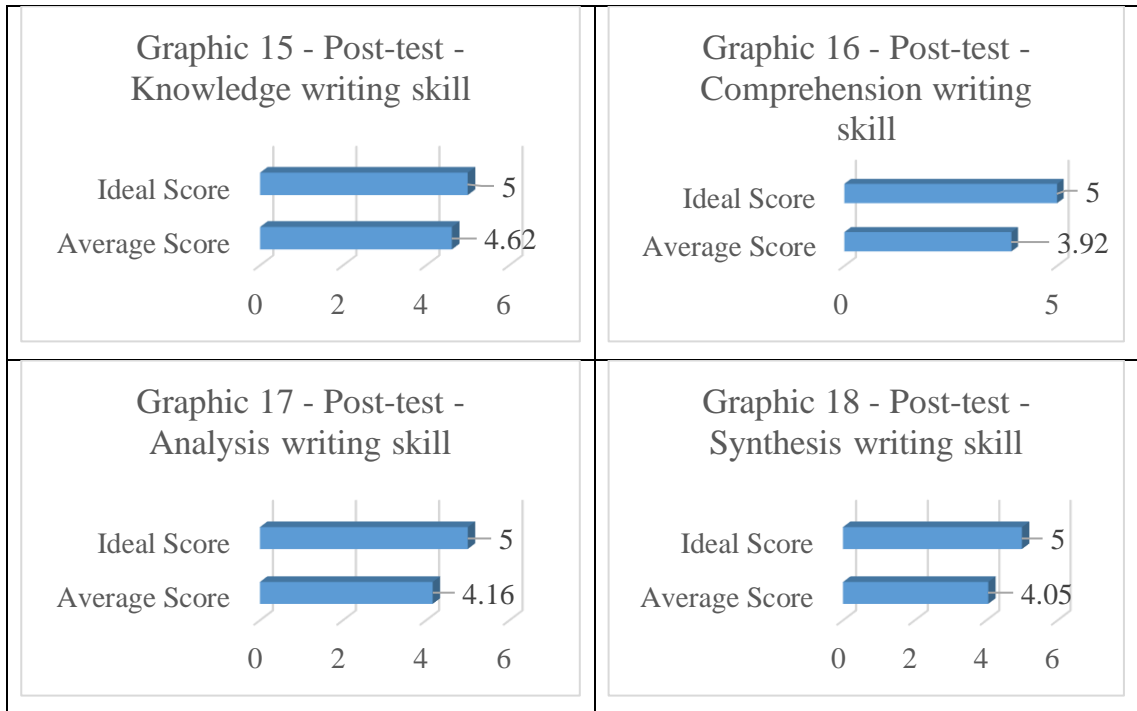 Graphic 15 - Post-test -
Knowledge writing skill
Ideal Score
5
Average Score
4.62
0 2 4 6
Graphic 16 - Post-test -
Comprehension writing
skill
Ideal Score
5
Average Score
3.92
0 5
Graphic 17 - Post-test -
Analysis writing skill
Ideal Score
5
Average Score
4.16
0 2 4 6
Graphic 18 - Post-test -
Synthesis writing skill
Ideal Score
5
Average Score
4.05
0 2 4 6